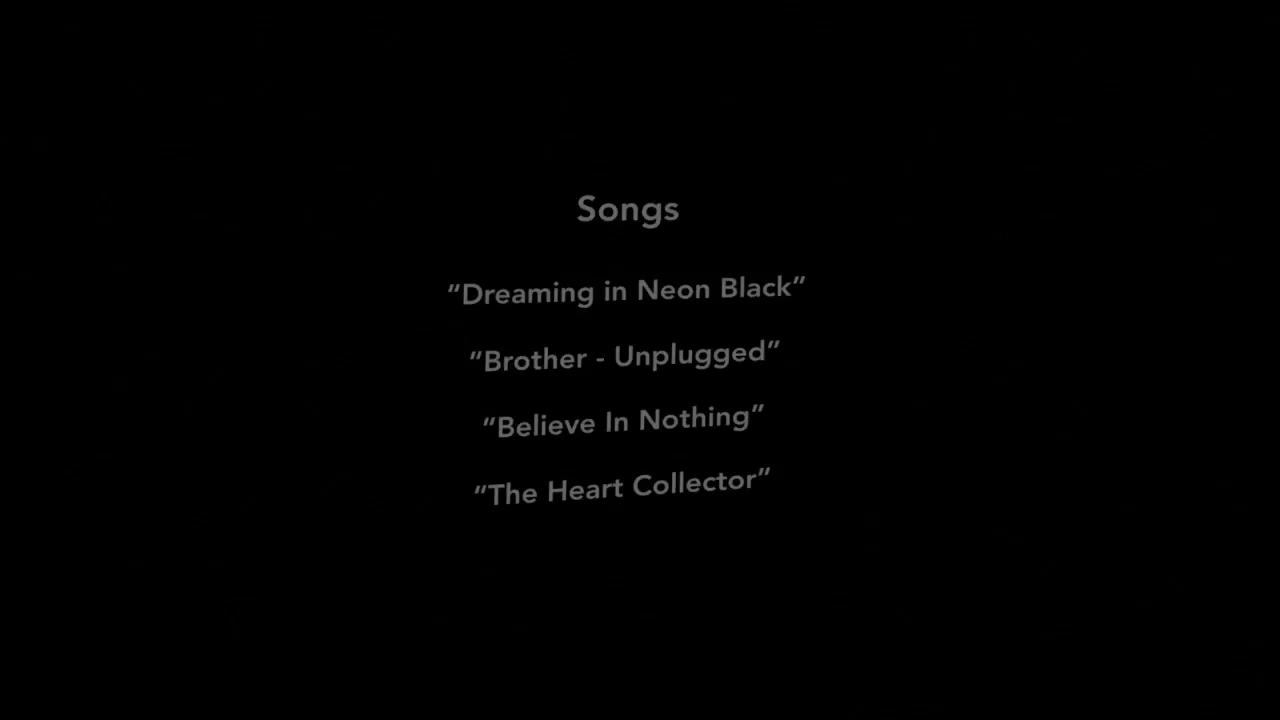 Songs
“Dreaming in Neon Black”
“Brother - Unplugged”
“Believe In Nothing”
“The Heart Collector”